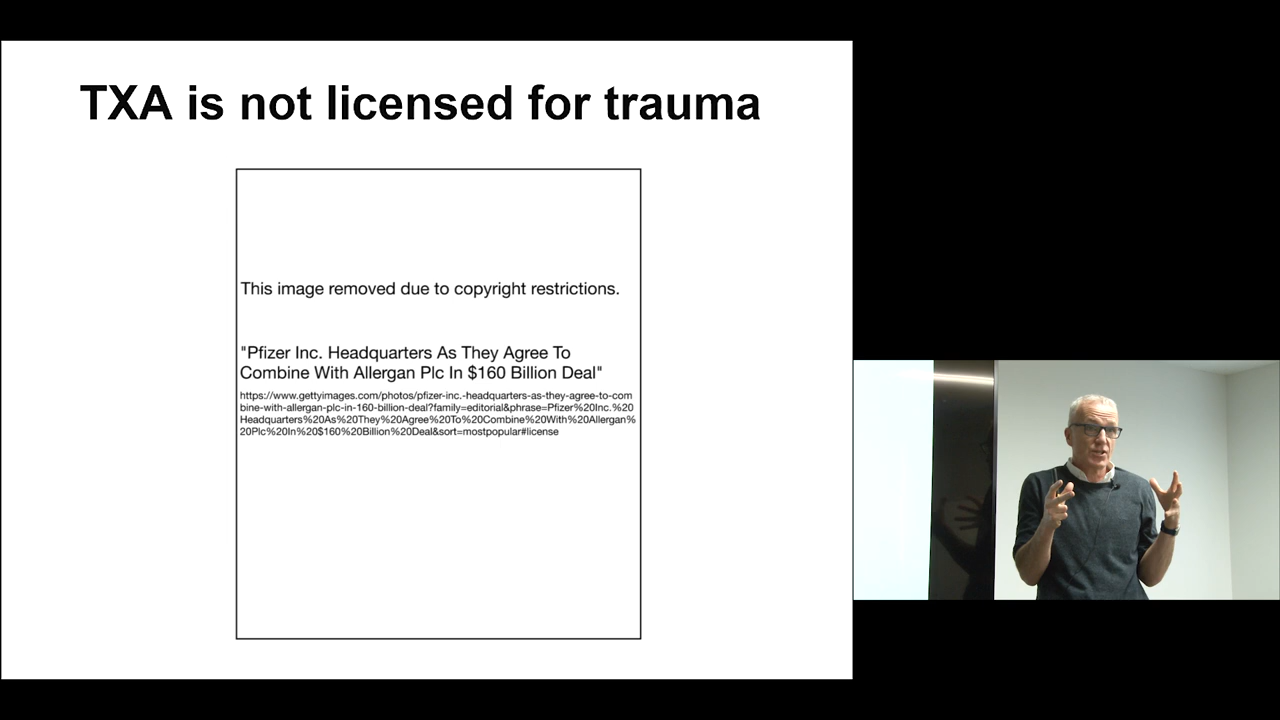 TXA is not licensed for trauma
This image removed due to copyright restrictions.
"Pfizer Inc. Headquarters As They Agree To
Combine With Allergan Plc In $160 Billion Deal"
https://www.gettyimages.com/photos/pfizer-inc.-headquarters-as-they-agree-to-com
bine-with-allergan-plc-in-160-billion-deal?family=editorial&phrase=Pfizer%20Inc.%20
Headquarters%20As%20They%20Agree%20To%20Combine%20With%20Allergan%
20Plc%20In%20$160%20Billion%20Deal&sort=mostpopular#license